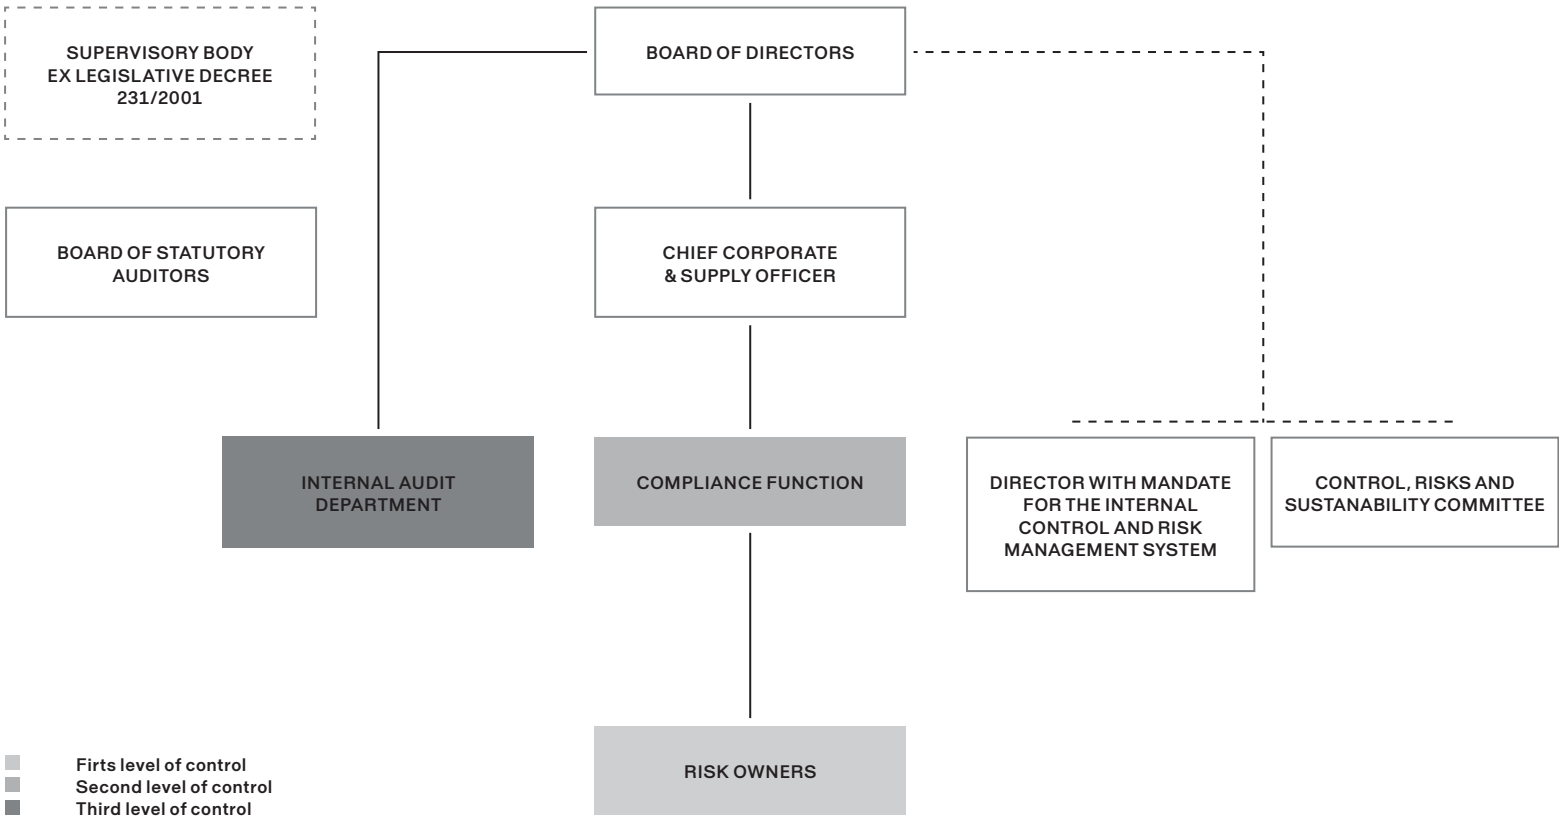 SUPERVISORY BODY
EX LEGISLATIVE DECREE
231/2001
BOARD OF DIRECTORS
BOARD OF STATUTORY
AUDITORS
CHIEF CORPORATE
& SUPPLY OFFICER
INTERNAL AUDIT
DEPARTMENT
COMPLIANCE FUNCTION
DIRECTOR WITH MANDATE
FOR THE INTERNAL
CONTROL AND RISK
MANAGEMENT SYSTEM
CONTROL, RISKS AND
SUSTANABILITY COMMITTEE
RISK OWNERS
Firts level of control
Second level of control
Third level of control